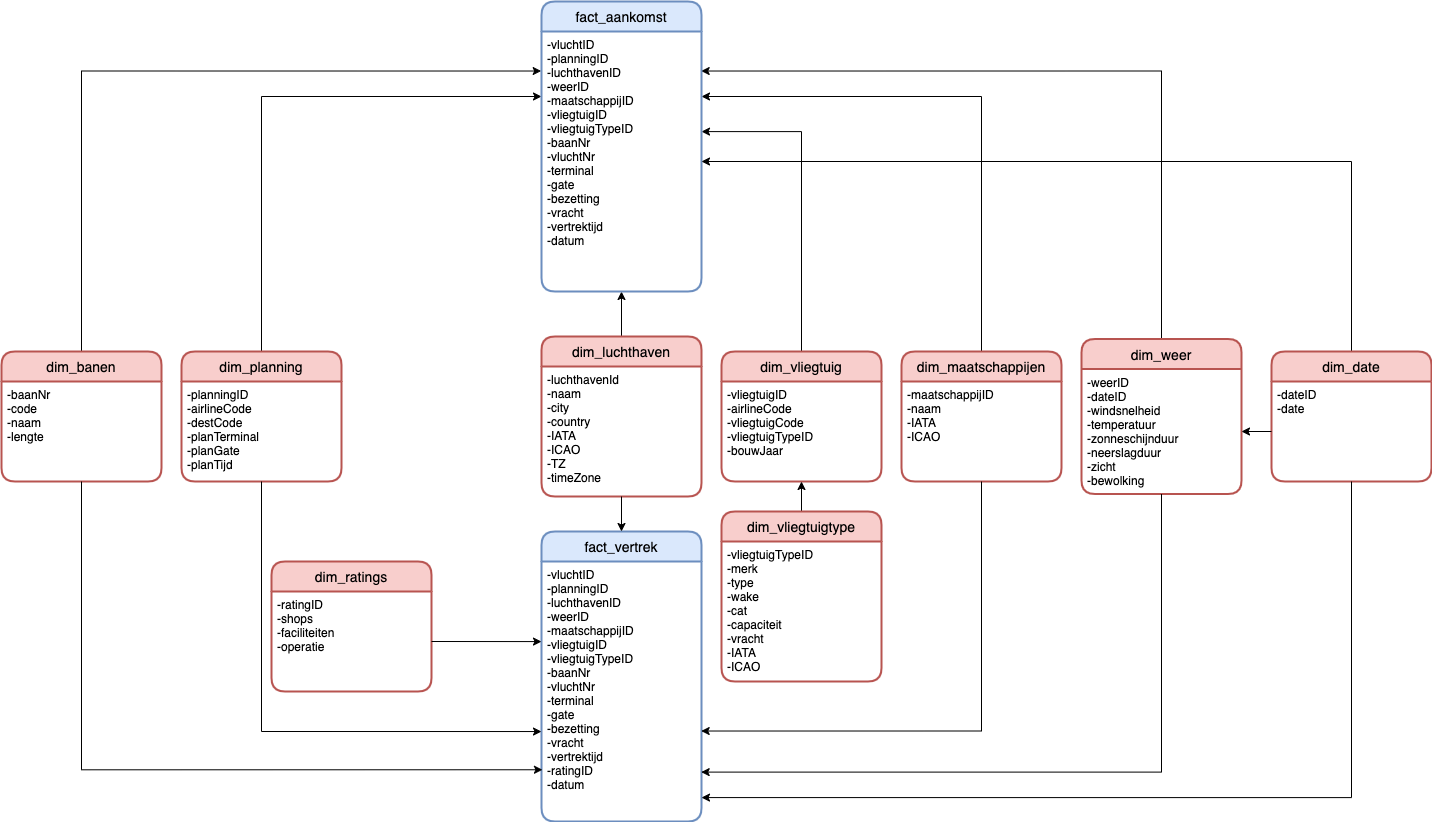 fact_aankomst
-vluchtID
-planningID
-luchthavenID
-weerID
-maatschappijID
-vliegtuigID
-vliegtuigTypeID
-baanNr
-vluchtNr
-terminal
-gate
-bezetting
-vracht
-vertrektijd
-datum
dim_banen
-baanNr
-code
-naam
-lengte
dim_planning
-planningID
-airlineCode
-destCode
-planTerminal
-planGate
-planTijd
dim_luchthaven
-luchthavenId
-naam
-city
-country
-IATA
-ICAO
-TZ
-timeZone
dim_vliegtuig
-vliegtuigID
-airlineCode
-vliegtuigCode
-vliegtuigTypeID
-bouwJaar
dim_maatschappijen
-maatschappijID
-naam
-IATA
-ICAO
dim_weer
-weerID
-dateID
-windsnelheid
-temperatuur
-zonneschijnduur
-neerslagduur
-zicht
-bewolking
dim_date
-dateID
-date
dim_ratings
-ratingID
-shops
-faciliteiten
-operatie
fact_vertrek
-vluchtID
-planningID
-luchthavenID
-weerID
-maatschappijID
-vliegtuigID
-vliegtuigTypeID
-baanNr
-vluchtNr
-terminal
-gate
-bezetting
-vracht
-vertrektijd
-ratingID
-datum
dim_vliegtuigtype
-vliegtuigTypeID
-merk
-type
-wake
-cat
-capaciteit
-vracht
-IATA
-ICAO